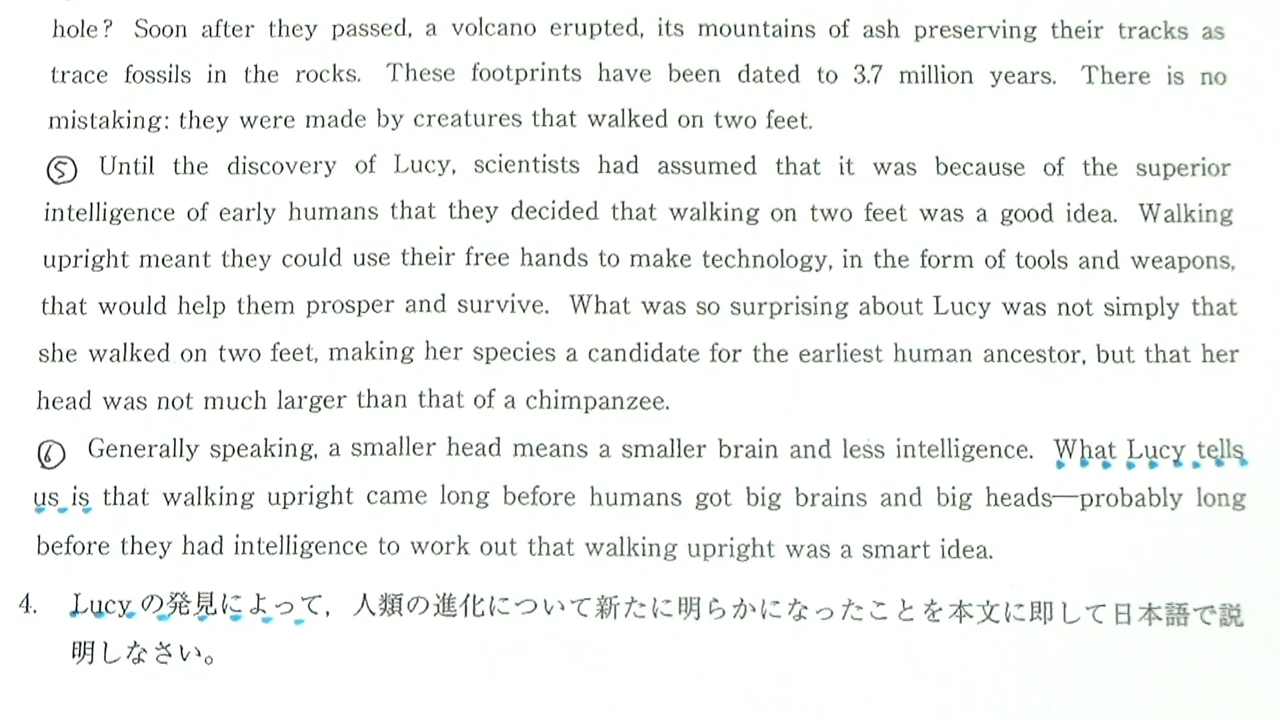 hole? Soon after they passed, a volcano erupted, its mountains of ash preserving their tracks as
trace fossils in the rocks. These footprints have been dated to 3.7 million years. There is no
mistaking: they were made by creatures that walked on two feet.
⑤ Until the discovery of Lucy, scientists had assumed that it was because of the superior
intelligence of early humans that they decided that walking on two feet was a good idea. Walking
upright meant they could use their free hands to make technology, in the form of tools and weapons,
that would help them prosper and survive. What was so surprising about Lucy was not simply that
she walked on two feet, making her species a candidate for the earliest human ancestor, but that her
head was not much larger than that of a chimpanzee.
⑥ Generally speaking, a smaller head means a smaller brain and less intelligence. What Lucy tells
us is that walking upright came long before humans got big brains and big heads—probably long
before they had intelligence to work out that walking upright was a smart idea.
4. Lucyの発見によって，人類の進化について新たに明らかになったことを本文に即して日本語で説
明しなさい。